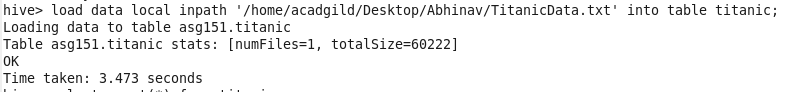 hive> load data local inpath '/home/acadgild/Desktop/Abhinav/TitanicData.txt' into table titanic;
Loading data to table asg151.titanic
Table asg151.titanic stats: [numFiles=1, totalSize=60222]
OK
Time taken: 3.473 seconds